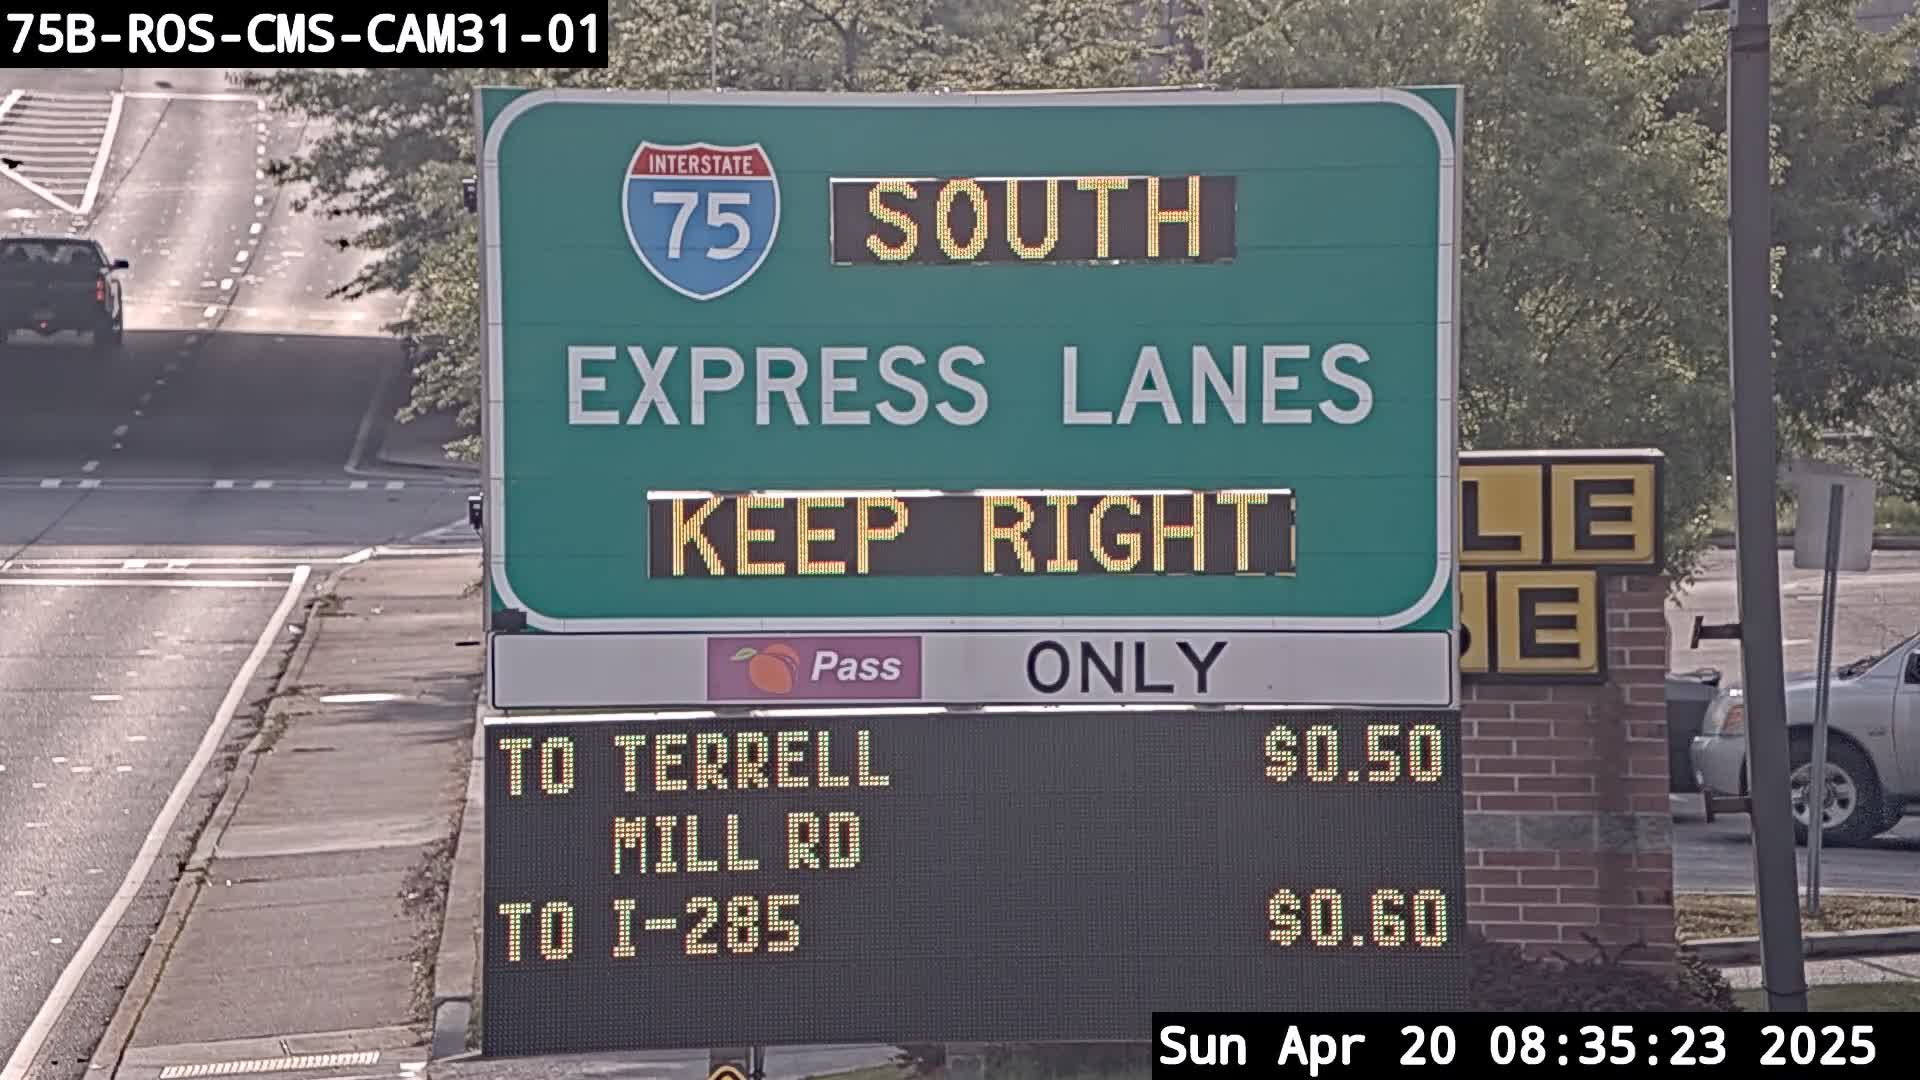 75B-ROS-CMS-CAM31-01
INTERSTATE
75
SOUTH
EXPRESS LANES
KEEP RIGHT
Pass ONLY
TO TERRELL $0.50
MILL RD
TO I-285 $0.60
LE
E
Sun Apr 20 08:35:23 2025